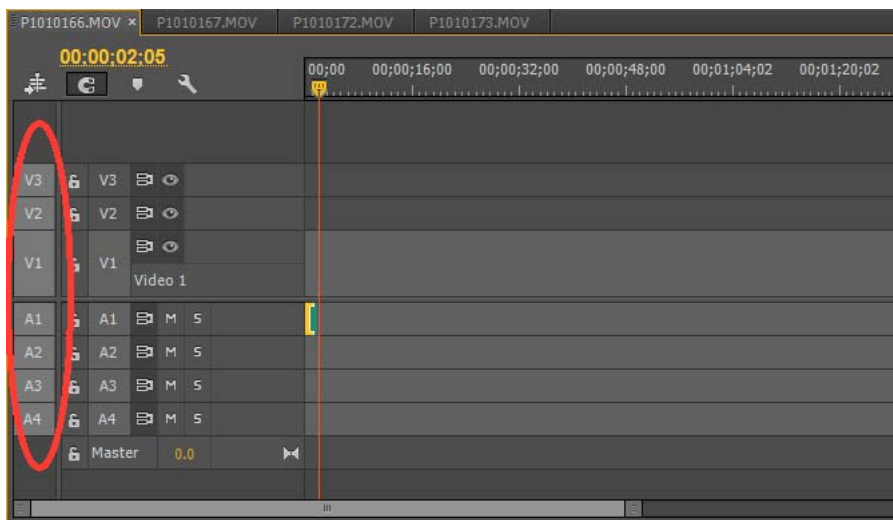 P1010166.MOV × P1010167.MOV P1010172.MOV P1010173.MOV
00;00;02;05
00;00 00;00;16;00 00;00;32;00 00;00;48;00 00;01;04;02 00;01;20;02
V3 V3
V2 V2
V1 V1
Video 1
A1 A1 M S
A2 A2 M S
A3 A3 M S
A4 A4 M S
Master 0.0